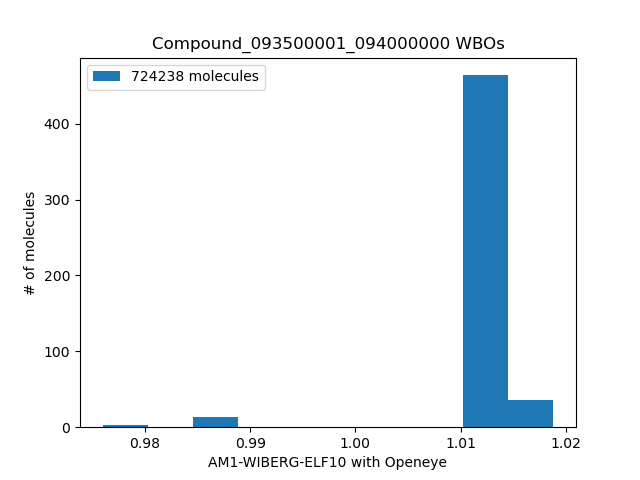 Compound_093500001_094000000 WBOs
724238 molecules
# of molecules
400
300
200
100
0
0.98 0.99 1.00 1.01 1.02
AM1-WIBERG-ELF10 with Openeye